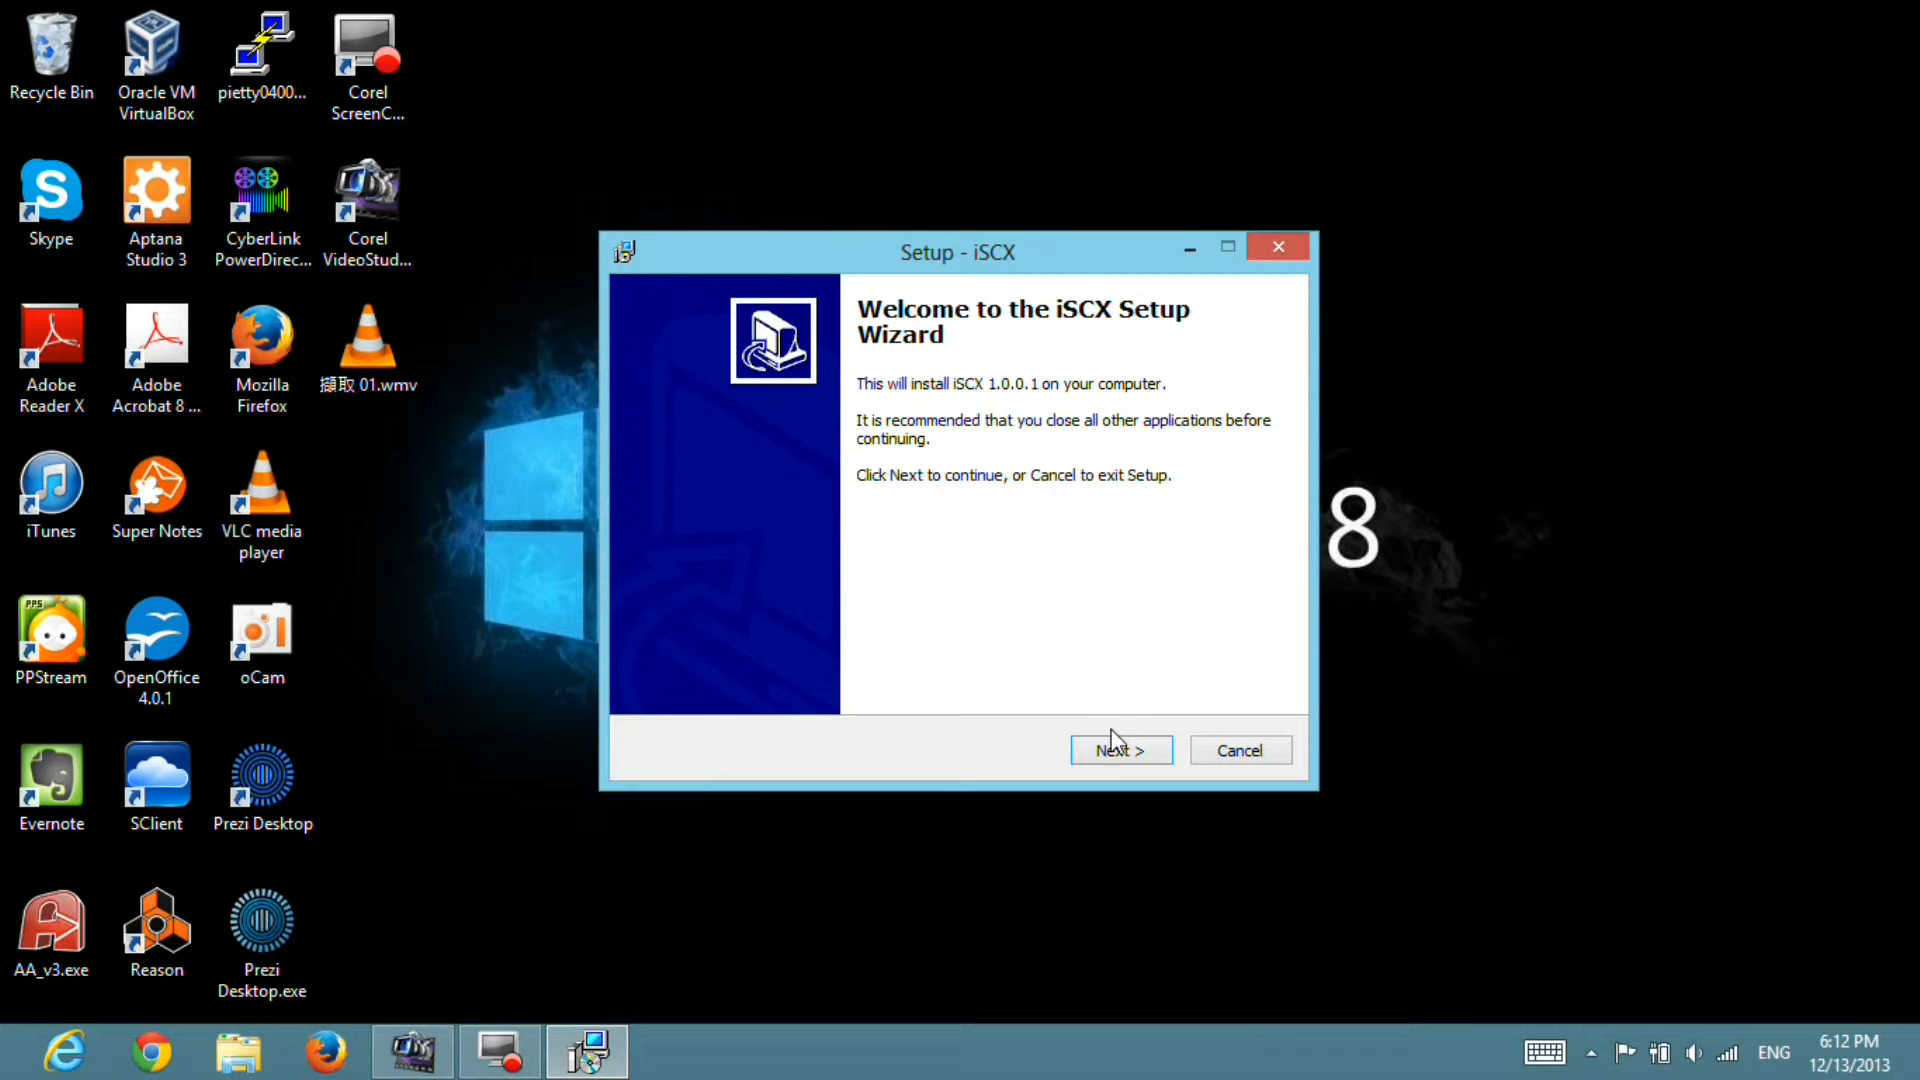 Recycle Bin
Oracle VM
VirtualBox
pietty0400...
Corel
ScreenC...
Skype
Aptana
Studio 3
CyberLink
PowerDirec...
Corel
VideoStud...
Adobe
Reader X
Adobe
Acrobat 8 ...
Mozilla
Firefox
擷取 01.wmv
iTunes
Super Notes
VLC media
player
PPS
PPStream
OpenOffice
4.0.1
oCam
Evernote
SClient
Prezi Desktop
AA_v3.exe
Reason
Prezi
Desktop.exe
Setup - iSCX
Welcome to the iSCX Setup
Wizard
This will install iSCX 1.0.0.1 on your computer.
It is recommended that you close all other applications before
continuing.
Click Next to continue, or Cancel to exit Setup.
Next >
Cancel
8
ENG
6:12 PM
12/13/2013